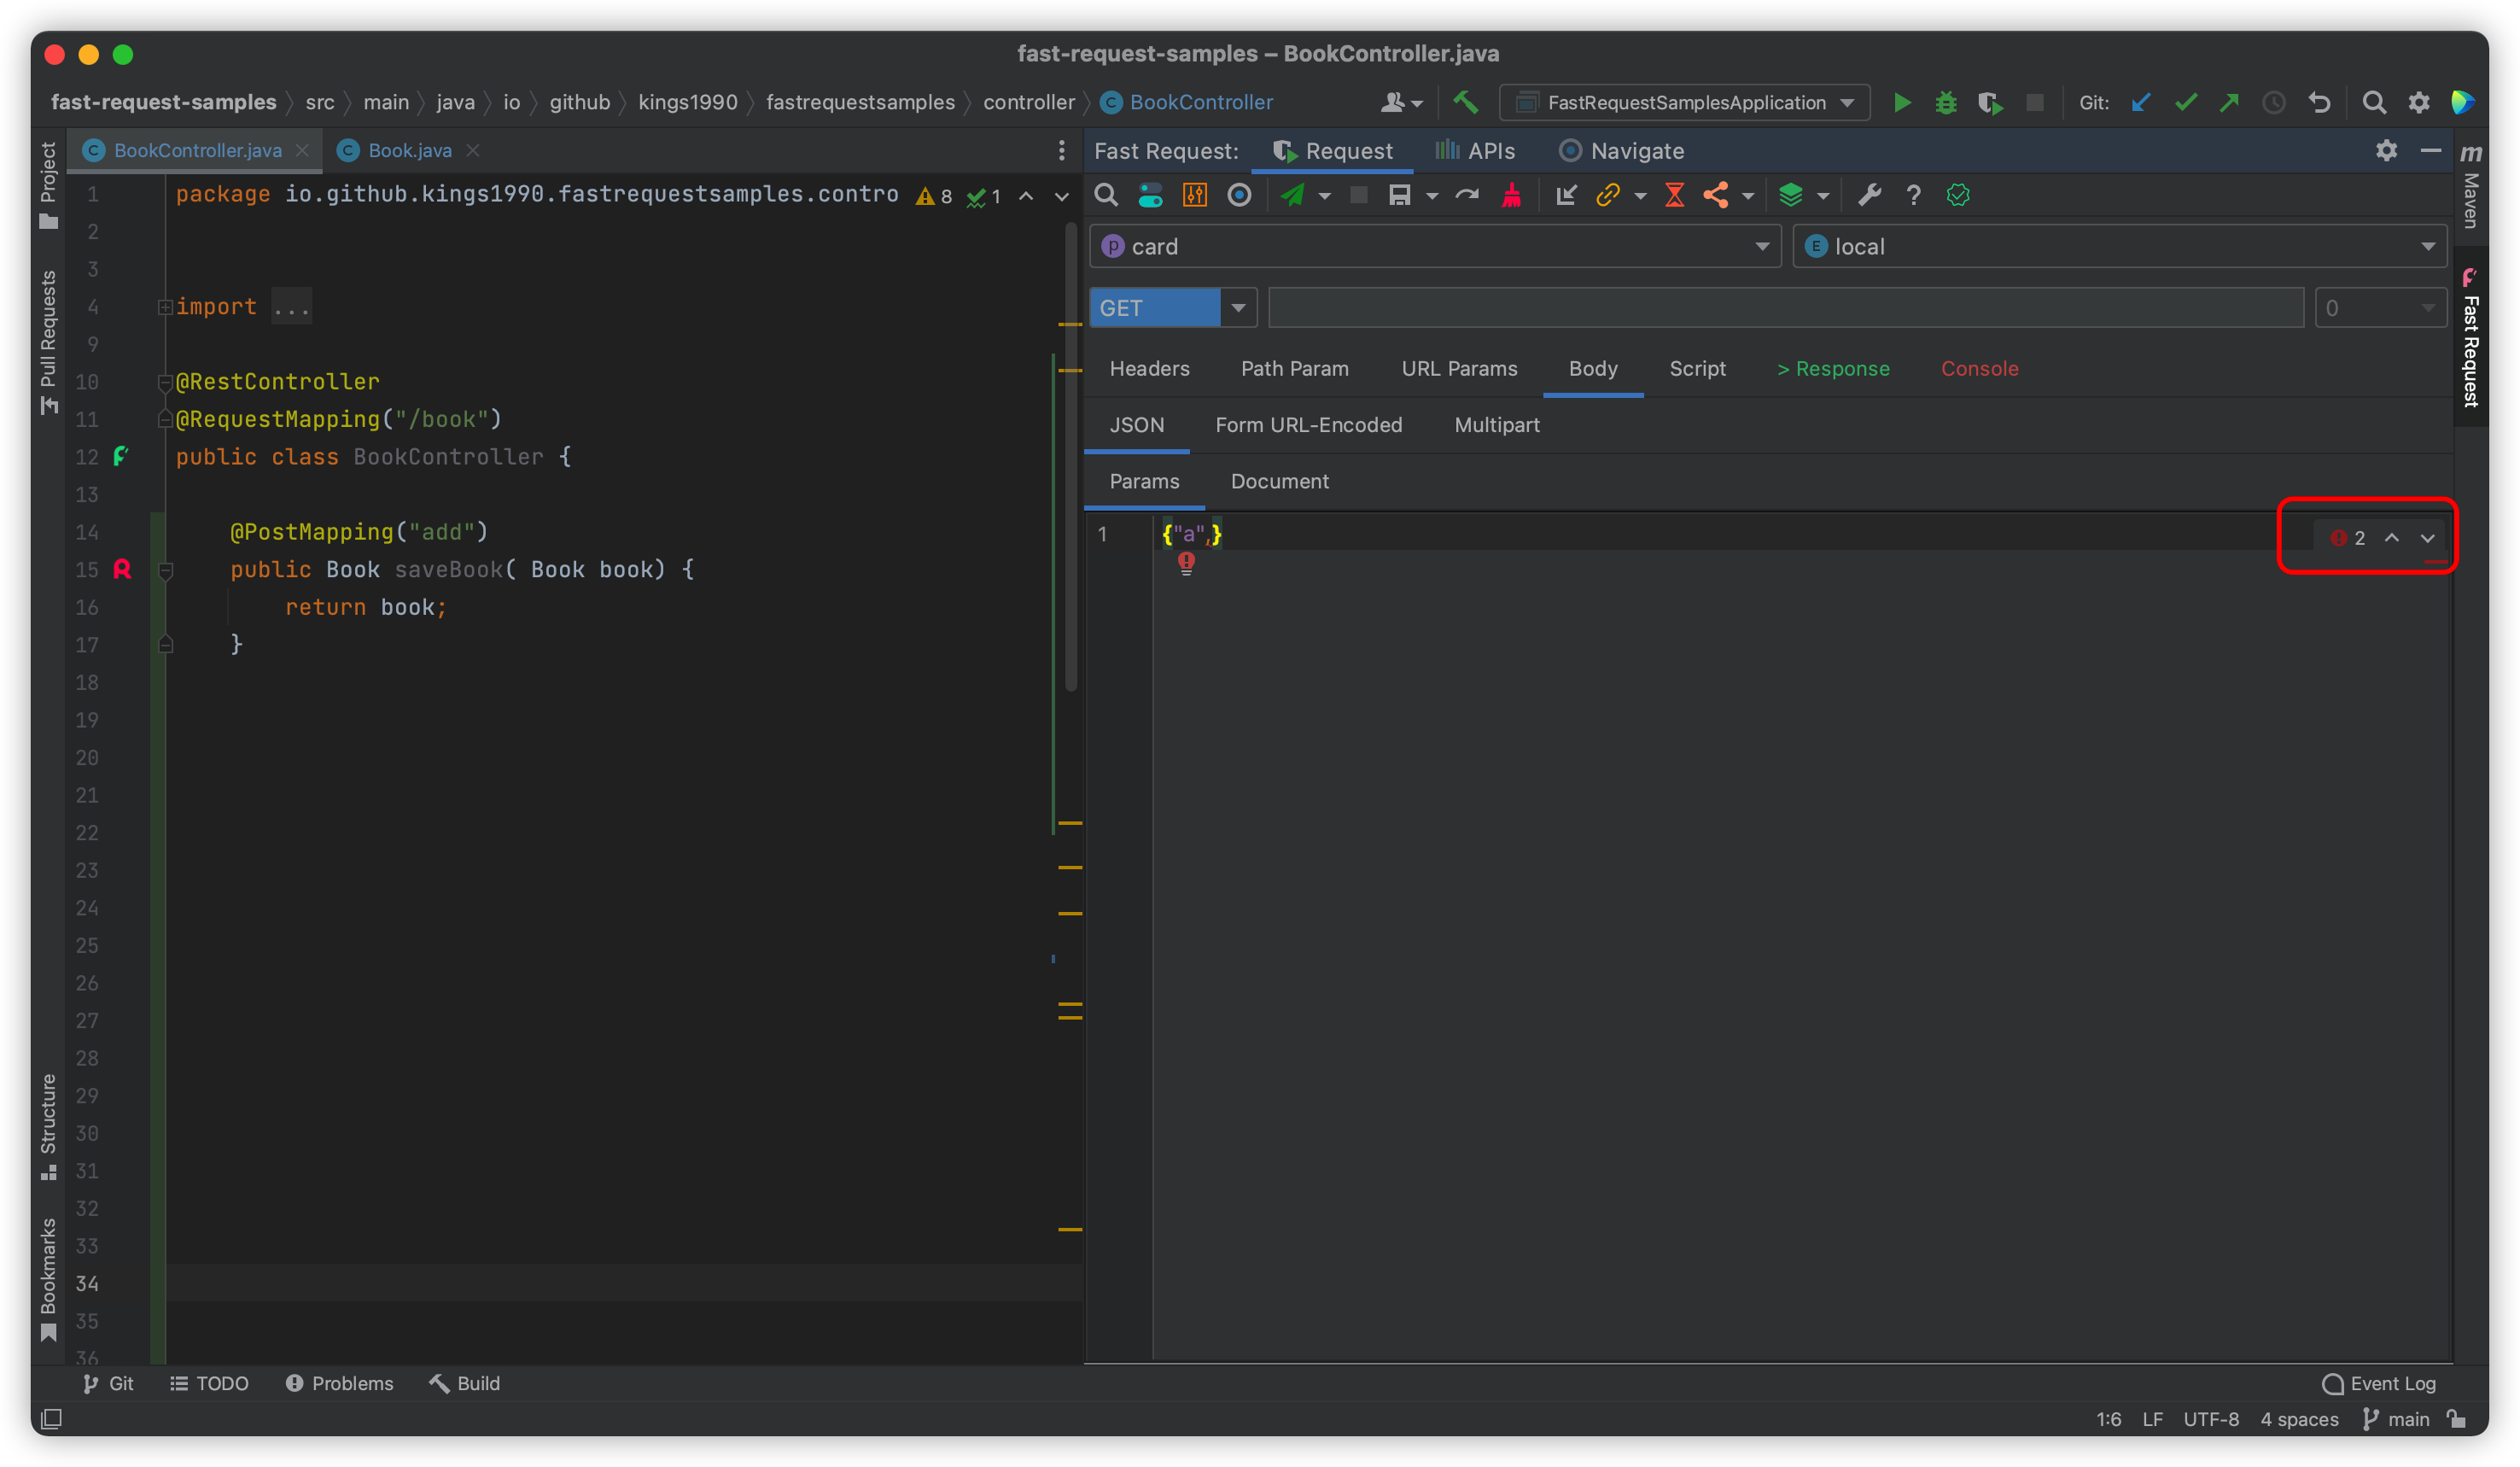 fast-request-samples – BookController.java
fast-request-samples src main java io github kings1990 fastrequestsamples controller C BookController FastRequestSamplesApplication Git:
Project
Pull Requests
Structure
Bookmarks
C BookController.java C Book.java
1 package io.github.kings1990.fastrequestsamples.contro 8 1
2
3
4 import ...
9
10 @RestController
11 @RequestMapping("/book")
12 public class BookController {
13
14 @PostMapping("add")
15 R public Book saveBook( Book book) {
16 return book;
17 }
18
19
20
21
22
23
24
25
26
27
28
29
30
31
32
33
34
35
36
Fast Request: Request APIs Navigate
p card E local
GET 0
Headers Path Param URL Params Body Script > Response Console
JSON Form URL-Encoded Multipart
Params Document
1 {"a",} 2
m Maven
Fast Request
Git TODO Problems Build Event Log
1:6 LF UTF-8 4 spaces main